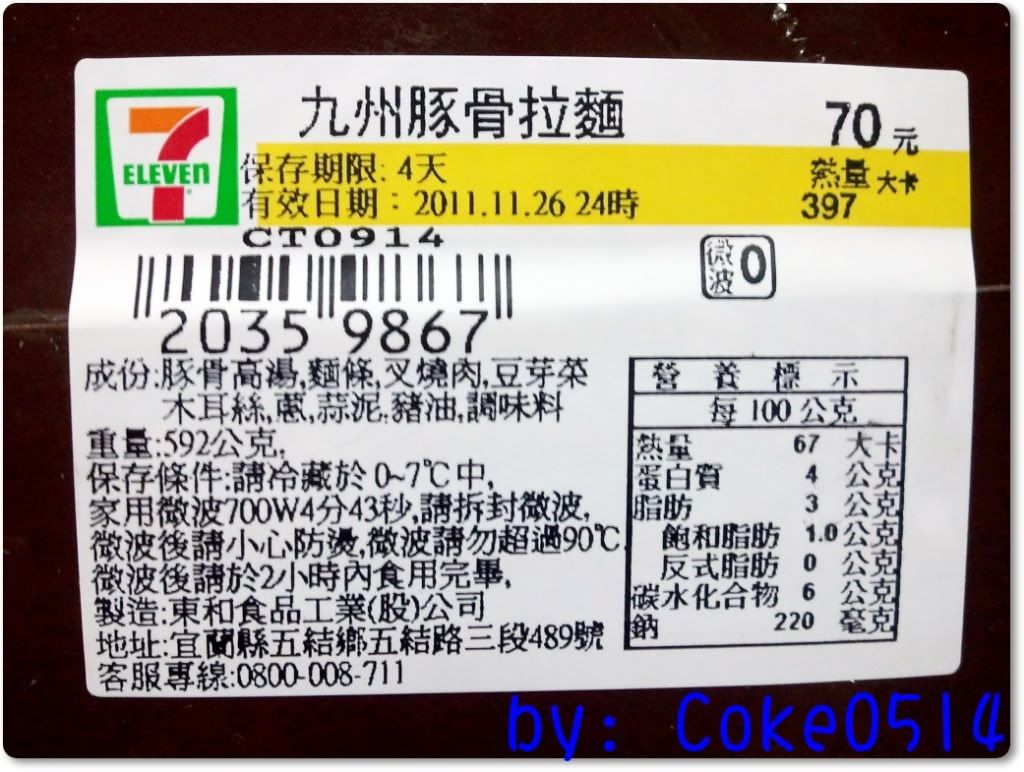 九州豚骨拉麵
70元
7
ELEVEN
保存期限: 4天
熱量 大卡
有效日期：2011.11.26 24時
397
CT0914
微波 0
2035 9867
成份:豚骨高湯,麵條,叉燒肉,豆芽菜
木耳絲,蔥,蒜泥,豬油,調味料
重量:592公克,
保存條件:請冷藏於 0~7℃中,
家用微波700W4分43秒,請拆封微波,
微波後請小心防燙,微波請勿超過90℃
微波後請於2小時內食用完畢,
製造:東和食品工業(股)公司
地址:宜蘭縣五結鄉五結路三段489號
客服專線:0800-008-711
營養標示
每 100 公克
熱量 67 大卡
蛋白質 4 公克
脂肪 3 公克
飽和脂肪 1.0 公克
反式脂肪 0 公克
碳水化合物 6 公克
鈉 220 毫克
by: Coke0514